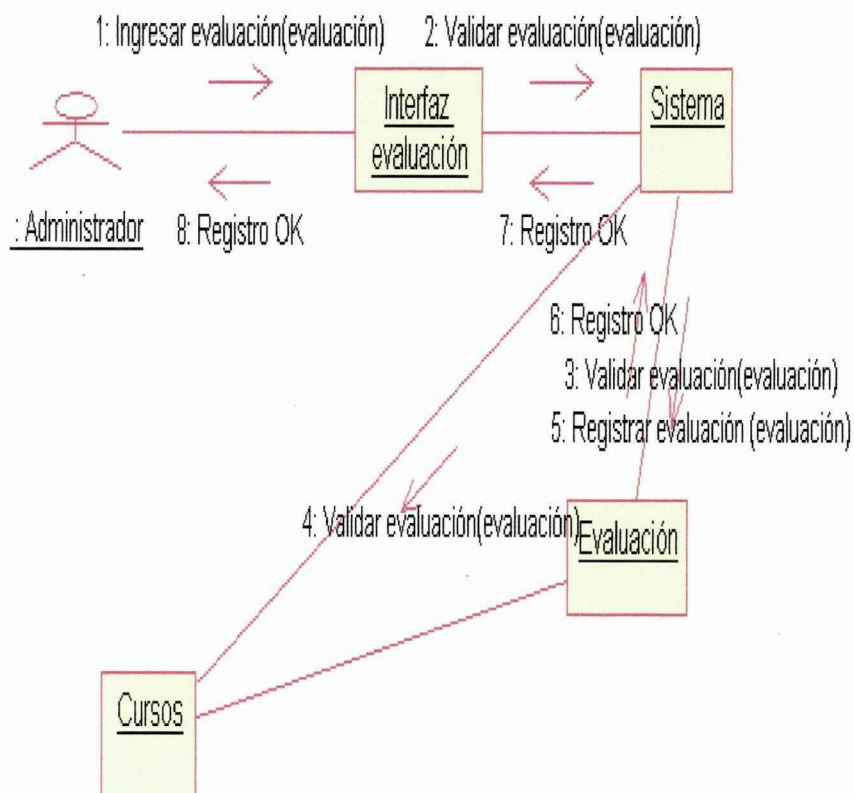 1: Ingresar evaluación(evaluación)
2: Validar evaluación(evaluación)
Interfaz
evaluación
Sistema
: Administrador
8: Registro OK
7: Registro OK
6: Registro OK
3: Validar evaluación(evaluación)
5: Registrar evaluación (evaluación)
4: Validar evaluación(evaluación)
Evaluación
Cursos